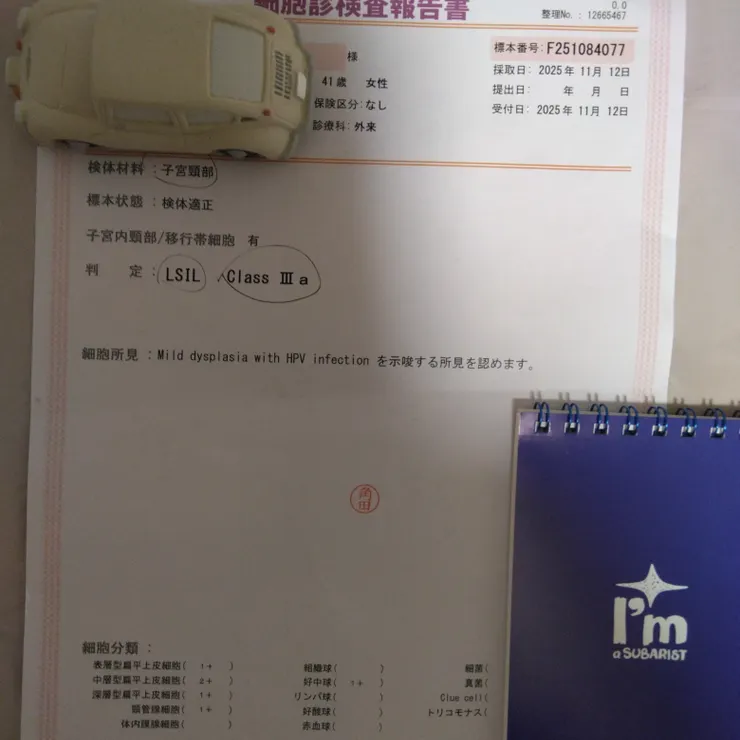 細胞診検査報告書
0.0
整理No. : 12665467
様
標本番号: F251084077
41歳 女性
採取日: 2025年 11月 12日
保険区分: なし
提出日: 年 月 日
診療科: 外来
受付日: 2025年 11月 12日
検体材料 : 子宮頸部
標本状態 : 検体適正
子宮内頸部/移行帯細胞 有
判 定 : LSIL Class Ⅲa
細胞所見 : Mild dysplasia with HPV infection を示唆する所見を認めます。
角田
細胞分類 :
表層型扁平上皮細胞( 1+ ) 組織球( ) 細菌(
中層型扁平上皮細胞( 2+ ) 好中球( ) 真菌(
深層型扁平上皮細胞( 1+ ) リンパ球( ) Clue cell(
頸管腺細胞( 1+ ) 好酸球( ) トリコモナス(
体内膜腺細胞( ) 赤血球( )
I'm
a SUBARIST